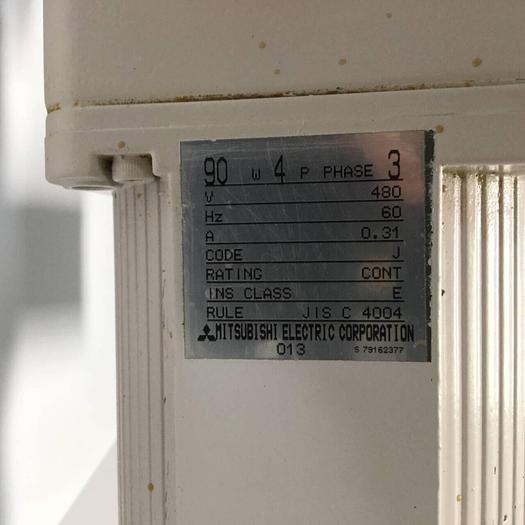 90 W 4 P PHASE 3
V 480
Hz 60
A 0.31
CODE J
RATING CONT
INS CLASS E
RULE JIS C 4004
MITSUBISHI ELECTRIC CORPORATION
013 S 79162377